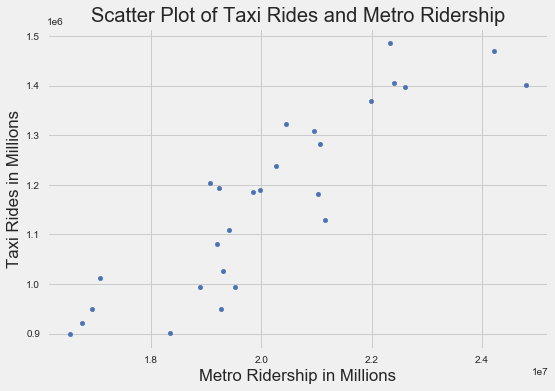 Scatter Plot of Taxi Rides and Metro Ridership
1e6
1.5
1.4
1.3
1.2
1.1
1.0
0.9
Taxi Rides in Millions
1.8 2.0 2.2 2.4
1e7
Metro Ridership in Millions